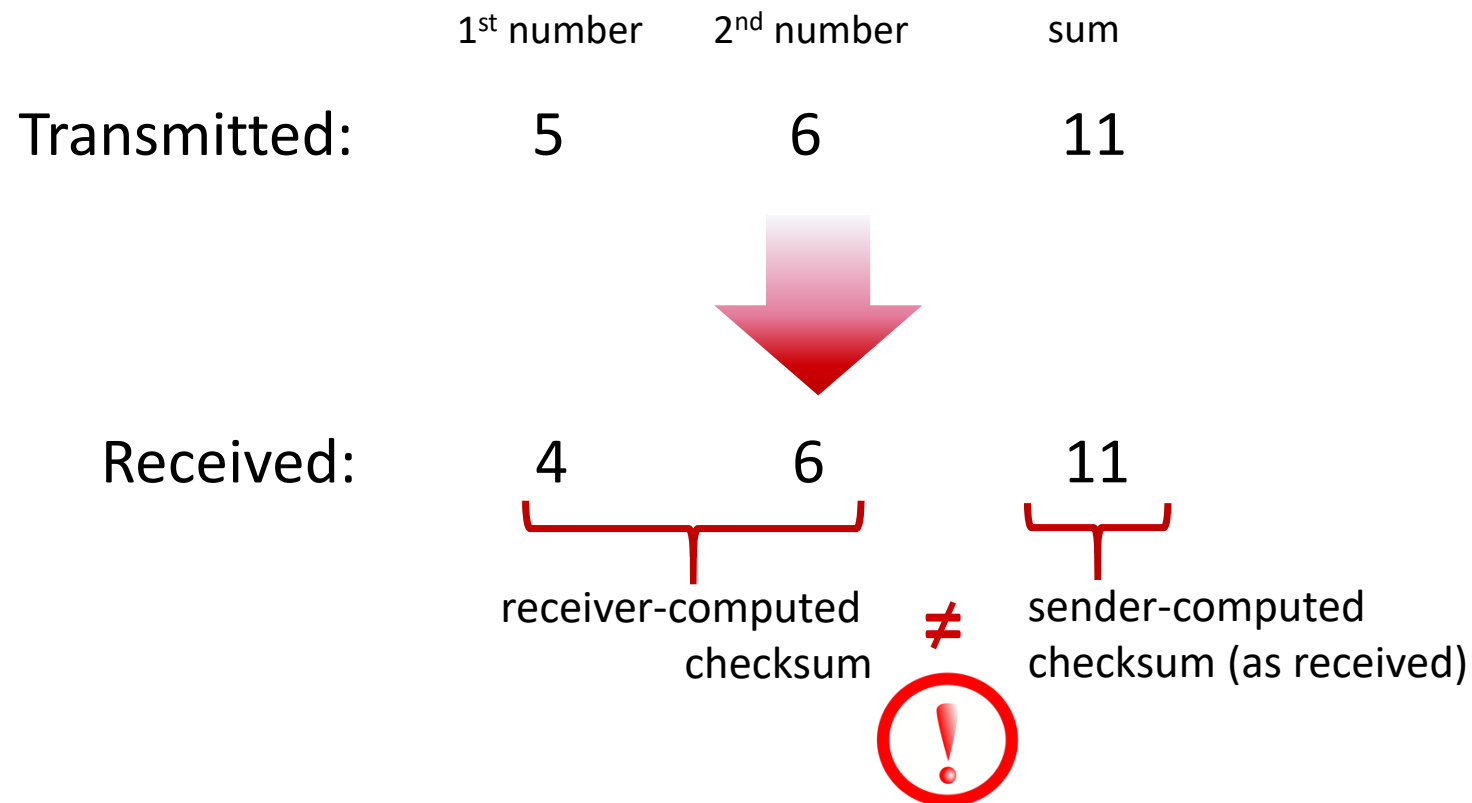 1st number 2nd number sum
Transmitted: 5 6 11
Received: 4 6 11
receiver-computed
checksum
≠
sender-computed
checksum (as received)
!